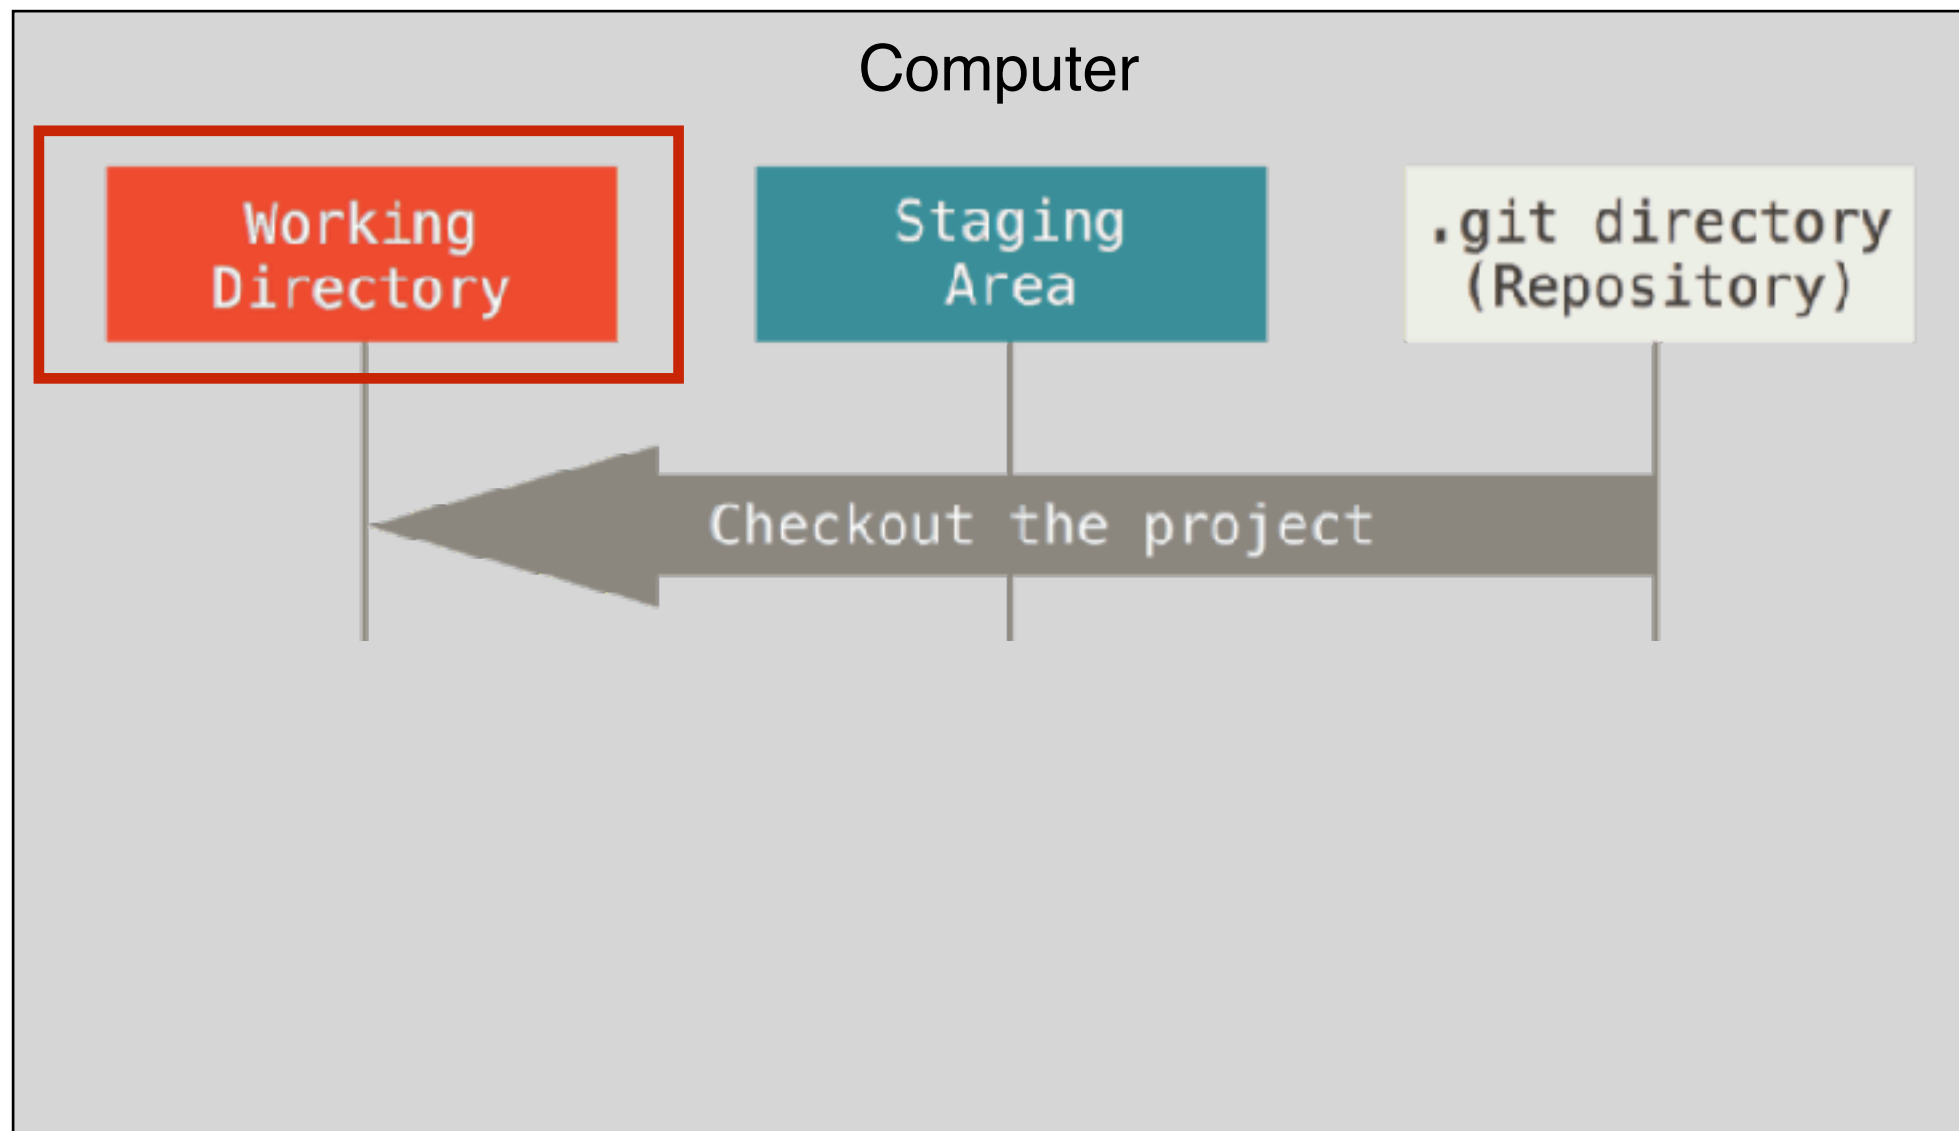 Computer
Working
Directory
Staging
Area
.git directory
(Repository)
Checkout the project